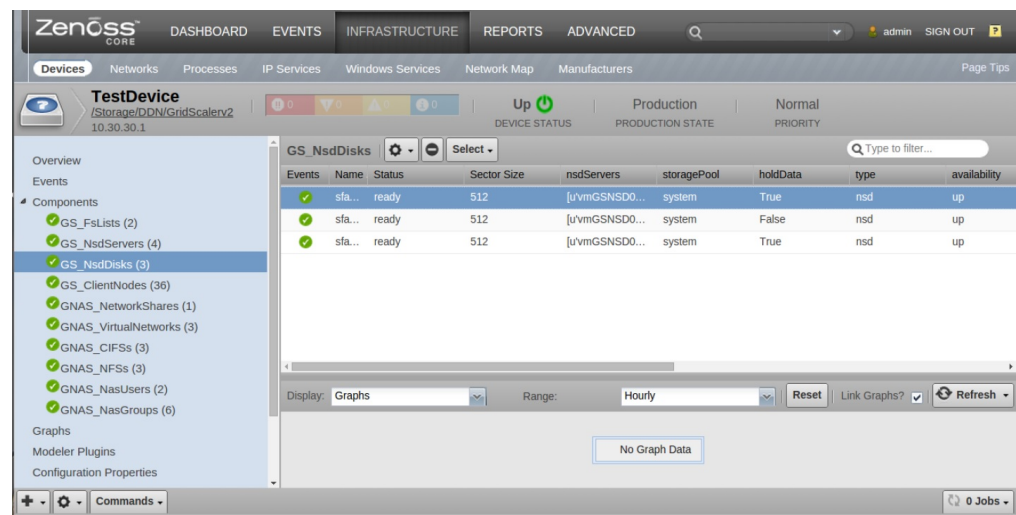 Zenoss CORE DASHBOARD EVENTS INFRASTRUCTURE REPORTS ADVANCED admin SIGN OUT ?
Devices Networks Processes IP Services Windows Services Network Map Manufacturers Page Tips
TestDevice
/Storage/DDN/GridScalerv2
10.30.30.1
0 0 0 0
Up
DEVICE STATUS
Production
PRODUCTION STATE
Normal
PRIORITY
Overview
Events
Components
GS_FsLists (2)
GS_NsdServers (4)
GS_NsdDisks (3)
GS_ClientNodes (36)
GNAS_NetworkShares (1)
GNAS_VirtualNetworks (3)
GNAS_CIFSs (3)
GNAS_NFSs (3)
GNAS_NasUsers (2)
GNAS_NasGroups (6)
Graphs
Modeler Plugins
Configuration Properties
GS_NsdDisks Select Type to filter...
Events Name Status Sector Size nsdServers storagePool holdData type availability
sfa... ready 512 [u'vmGSNSD0... system True nsd up
sfa... ready 512 [u'vmGSNSD0... system False nsd up
sfa... ready 512 [u'vmGSNSD0... system True nsd up
Display: Graphs Range: Hourly Reset Link Graphs? Refresh
No Graph Data
Commands 0 Jobs